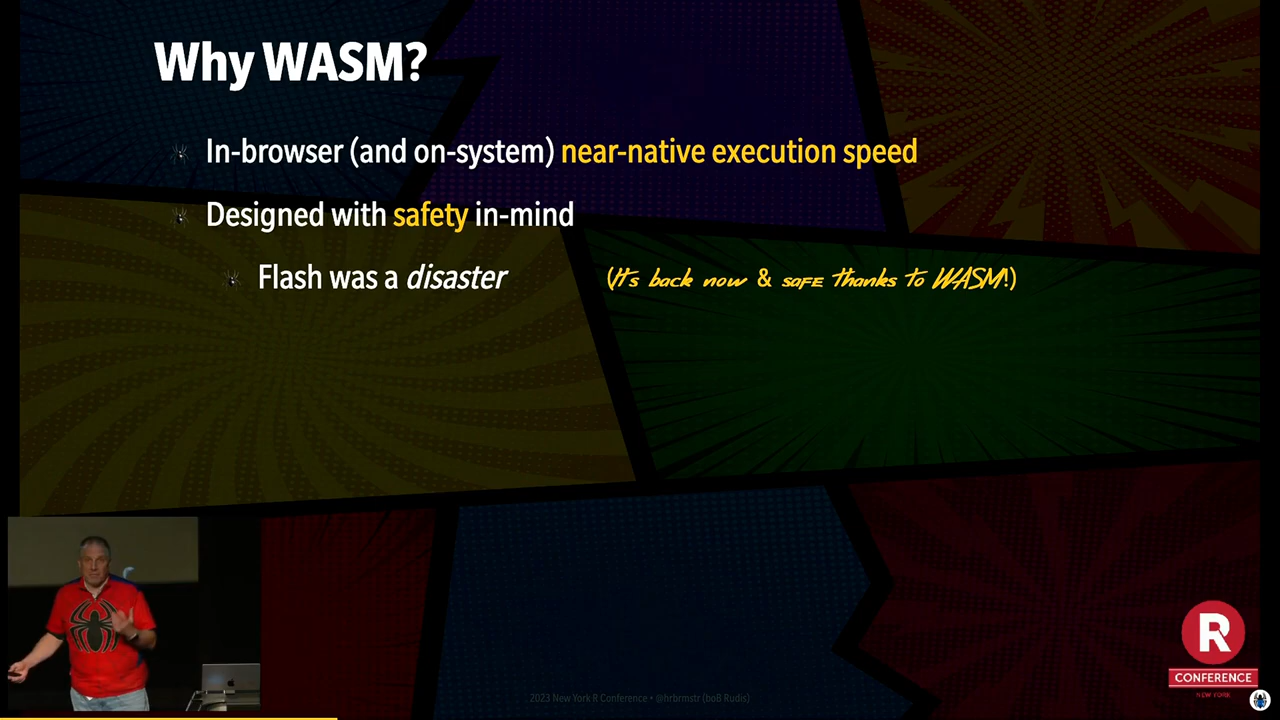 Why WASM?
In-browser (and on-system) near-native execution speed
Designed with safety in-mind
Flash was a disaster (It's back now & safe thanks to WASM!)
R
CONFERENCE
NEW YORK
2023 New York R Conference • @hrbrmstr (boB Rudis)